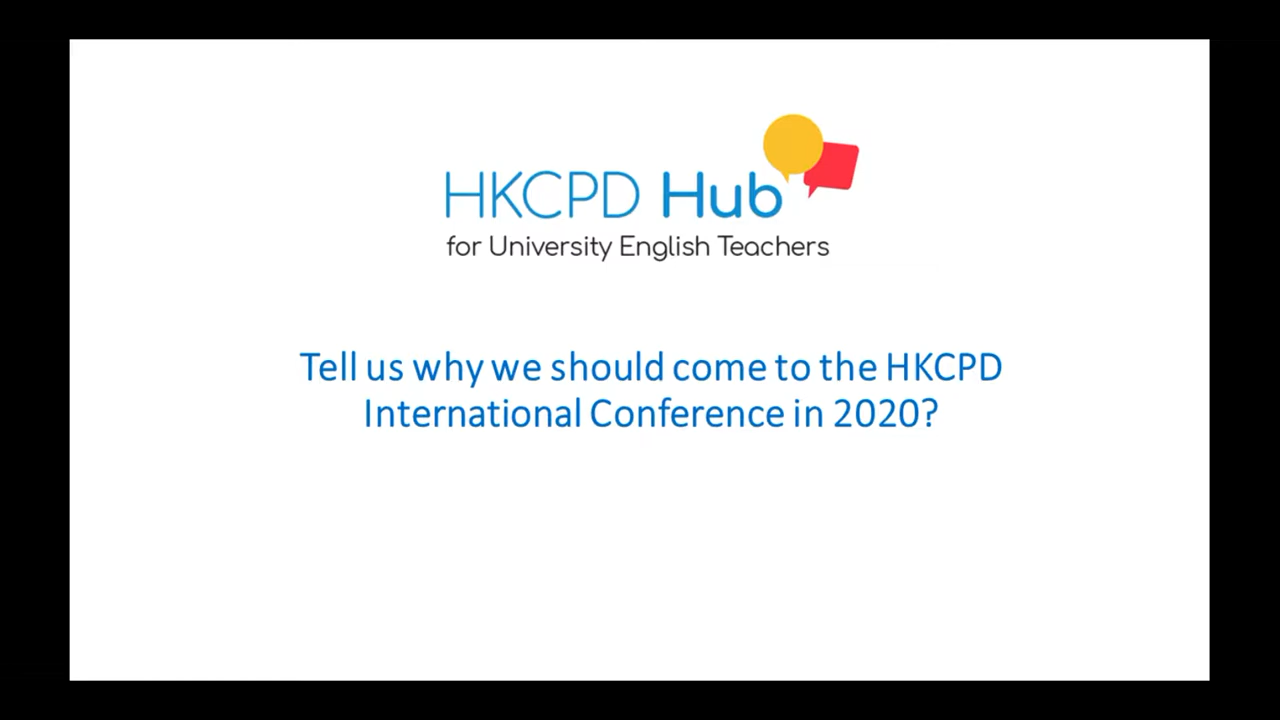 HKCPD Hub
for University English Teachers
Tell us why we should come to the HKCPD
International Conference in 2020?